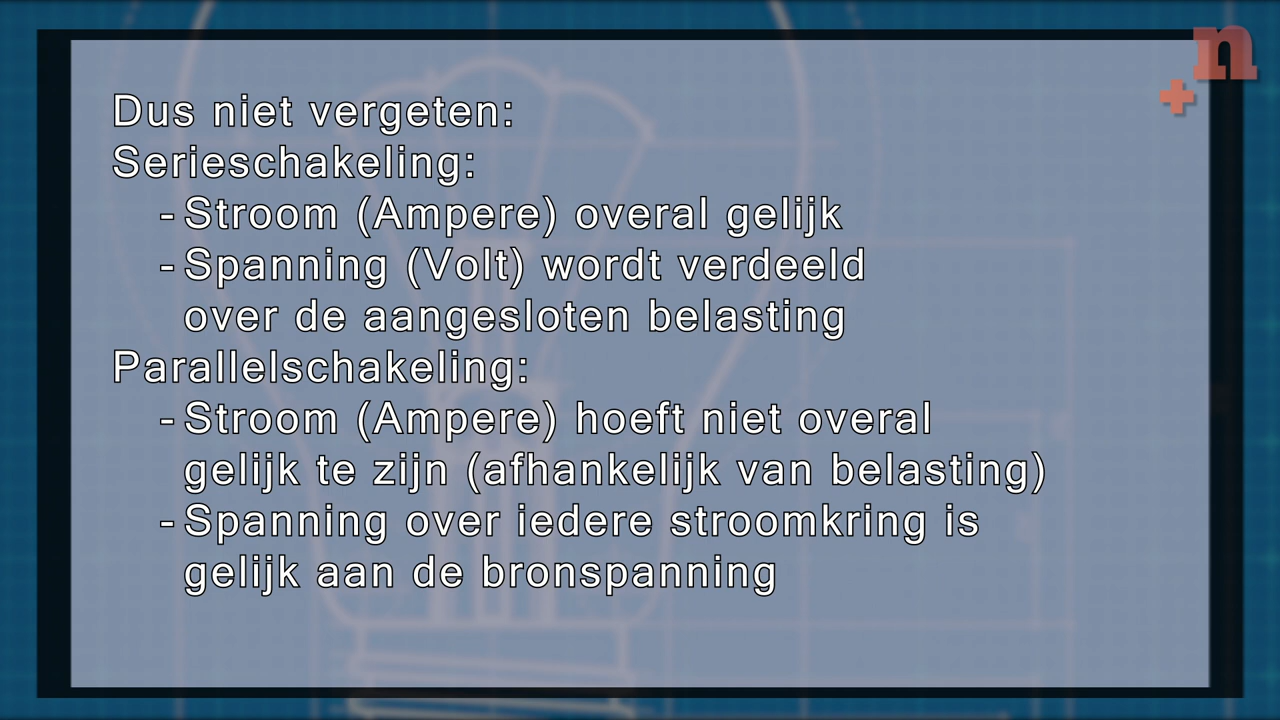 n
+
Dus niet vergeten:
Serieschakeling:
- Stroom (Ampere) overal gelijk
- Spanning (Volt) wordt verdeeld
over de aangesloten belasting
Parallelschakeling:
- Stroom (Ampere) hoeft niet overal
gelijk te zijn (afhankelijk van belasting)
- Spanning over iedere stroomkring is
gelijk aan de bronspanning